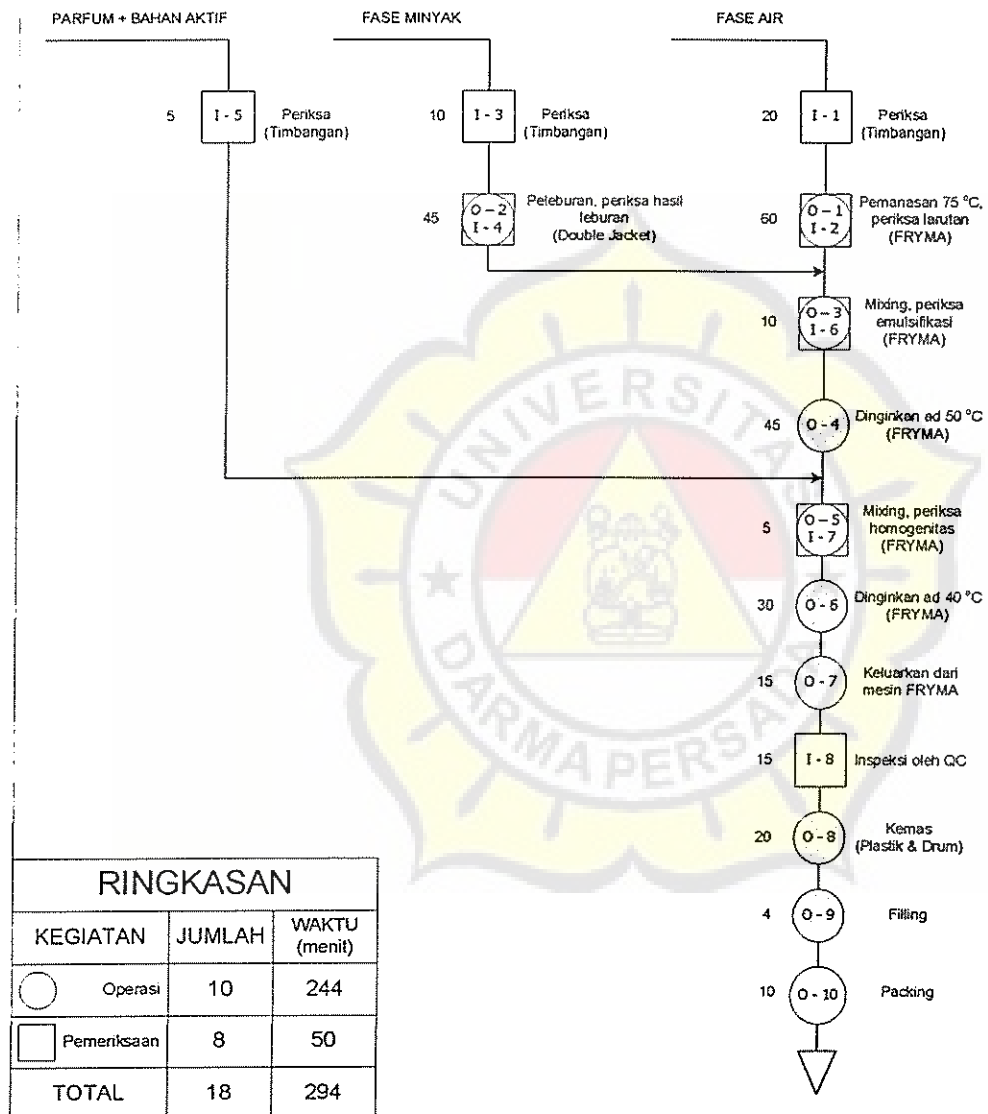 PARFUM + BAHAN AKTIF
FASE MINYAK
FASE AIR
5
I - 5
Periksa
(Timbangan)
10
I - 3
Periksa
(Timbangan)
20
I - 1
Periksa
(Timbangan)
45
O - 2
I - 4
Peleburan, periksa hasil
leburan
(Double Jacket)
60
O - 1
I - 2
Pemanasan 75 °C,
periksa larutan
(FRYMA)
10
O - 3
I - 6
Mixing, periksa
emulsifikasi
(FRYMA)
45
O - 4
Dinginkan ad 50 °C
(FRYMA)
5
O - 5
I - 7
Mixing, periksa
homogenitas
(FRYMA)
30
O - 6
Dinginkan ad 40 °C
(FRYMA)
15
O - 7
Keluarkan dari
mesin FRYMA
15
I - 8
Inspeksi oleh QC
20
O - 8
Kemas
(Plastik & Drum)
4
O - 9
Filling
10
O - 10
Packing
RINGKASAN
KEGIATAN JUMLAH WAKTU
(menit)
Operasi 10 244
Pemeriksaan 8 50
TOTAL 18 294
UNIVERSITAS
DARMA PERSADA